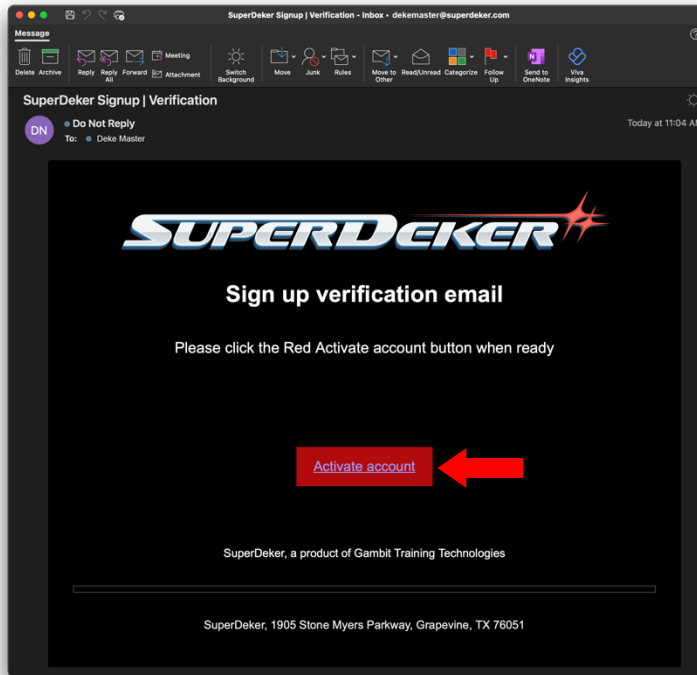 SuperDeker Signup | Verification - Inbox • dekemaster@superdeker.com
Message
Delete Archive Reply Reply All Forward Meeting Attachment Switch Background Move Junk Rules Move to Other Read/Unread Categorize Follow Up Send to OneNote Viva Insights
SuperDeker Signup | Verification
DN
Do Not Reply
Today at 11:04 AM
To: Deke Master
SUPERDEKER
Sign up verification email
Please click the Red Activate account button when ready
Activate account
SuperDeker, a product of Gambit Training Technologies
SuperDeker, 1905 Stone Myers Parkway, Grapevine, TX 76051